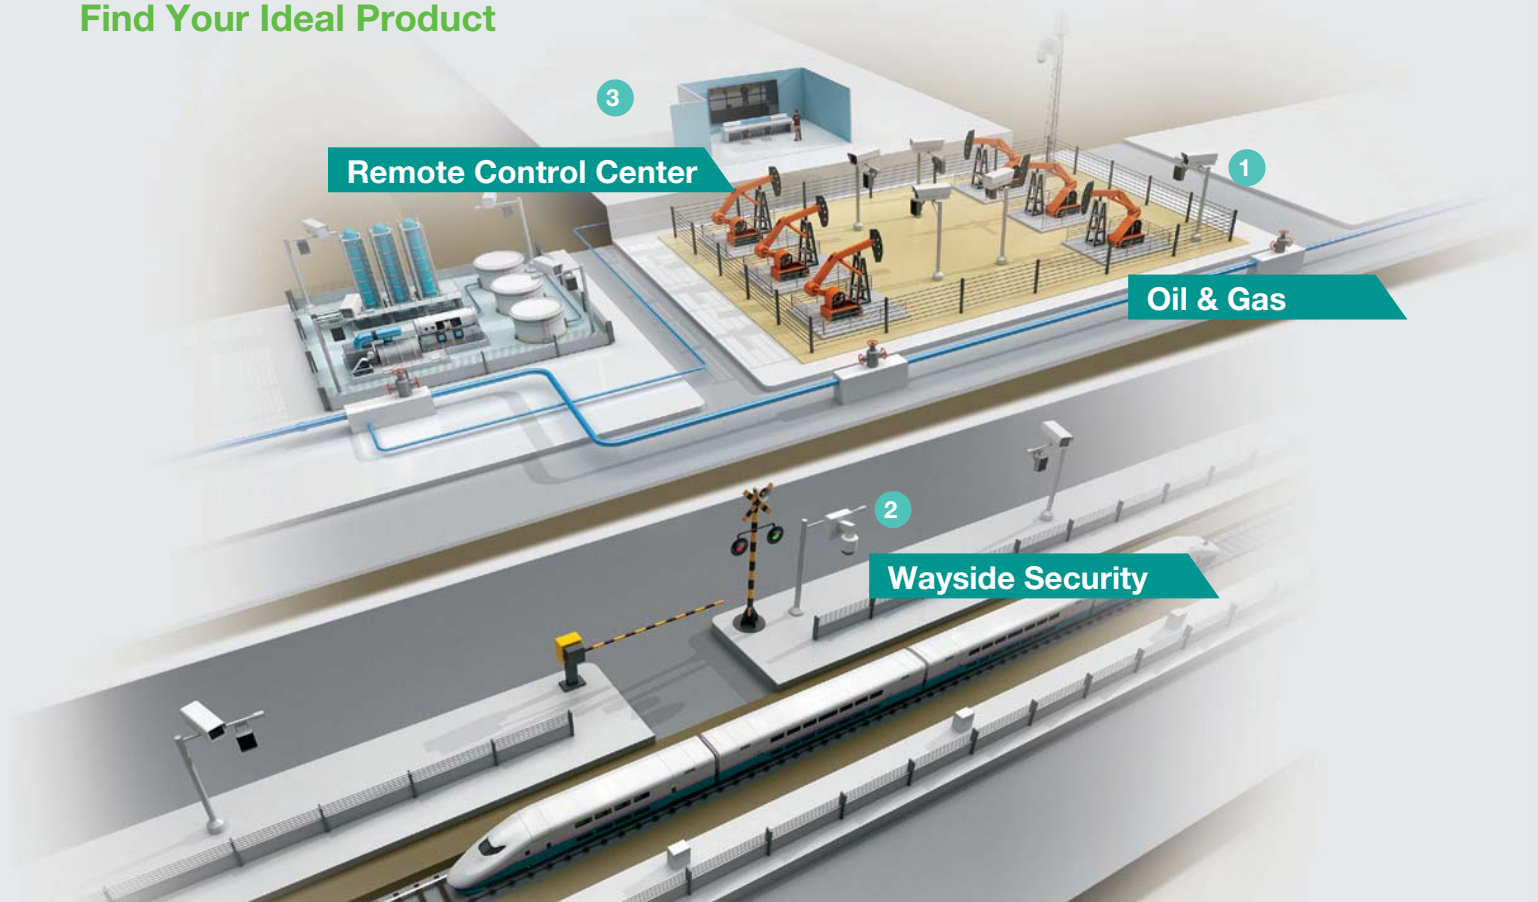 Find Your Ideal Product
3
Remote Control Center
1
Oil & Gas
2
Wayside Security